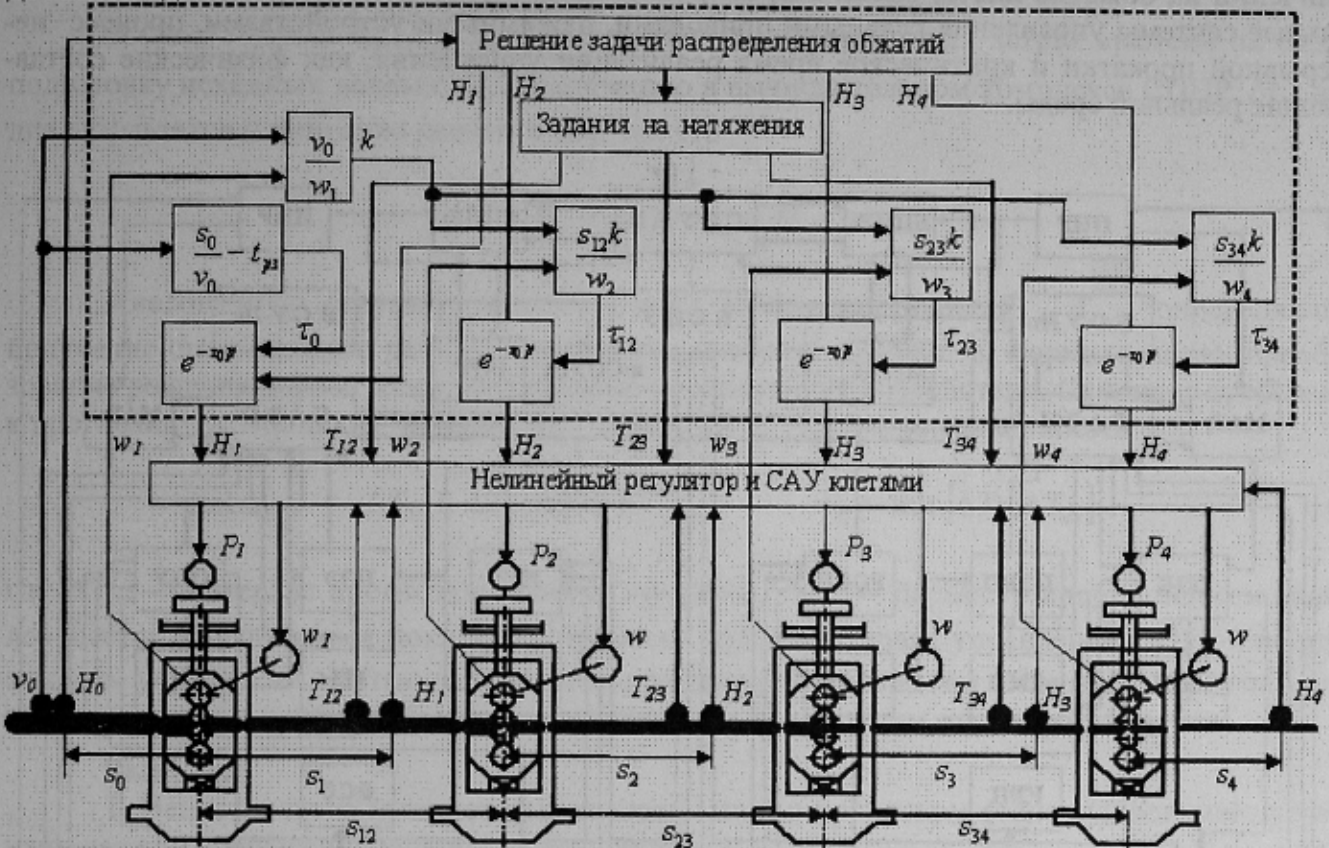 Решение задачи распределения обжатий
H1 H2 H3 H4
Задания на натяжения
v0 / w1
k
s0 / v0 − t
s12k / w2
s23k / w3
s34k / w4
τ0 τ12 τ23 τ34
w1 H1 T12 w2 H2 T23 w3 H3 T34 w4 H4
Нелинейный регулятор и САУ клетями
P1 P2 P3 P4
w1 w w w
v0 H0 T12 H1 T23 H2 T34 H3 H4
s0 s1 s2 s3 s4
s12 s23 s34